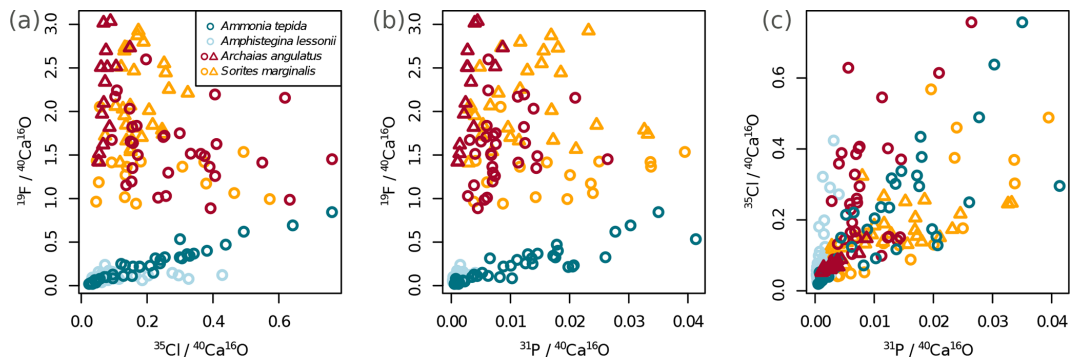 (a)
3.0
2.5
2.0
1.5
1.0
0.5
0.0
¹⁹F / ⁴⁰Ca¹⁶O
Ammonia tepida
Amphistegina lessonii
Archaias angulatus
Sorites marginalis
0.0 0.2 0.4 0.6
³⁵Cl / ⁴⁰Ca¹⁶O
(b)
3.0
2.5
2.0
1.5
1.0
0.5
0.0
¹⁹F / ⁴⁰Ca¹⁶O
0.00 0.01 0.02 0.03 0.04
³¹P / ⁴⁰Ca¹⁶O
(c)
0.6
0.4
0.2
0.0
³⁵Cl / ⁴⁰Ca¹⁶O
0.00 0.01 0.02 0.03 0.04
³¹P / ⁴⁰Ca¹⁶O